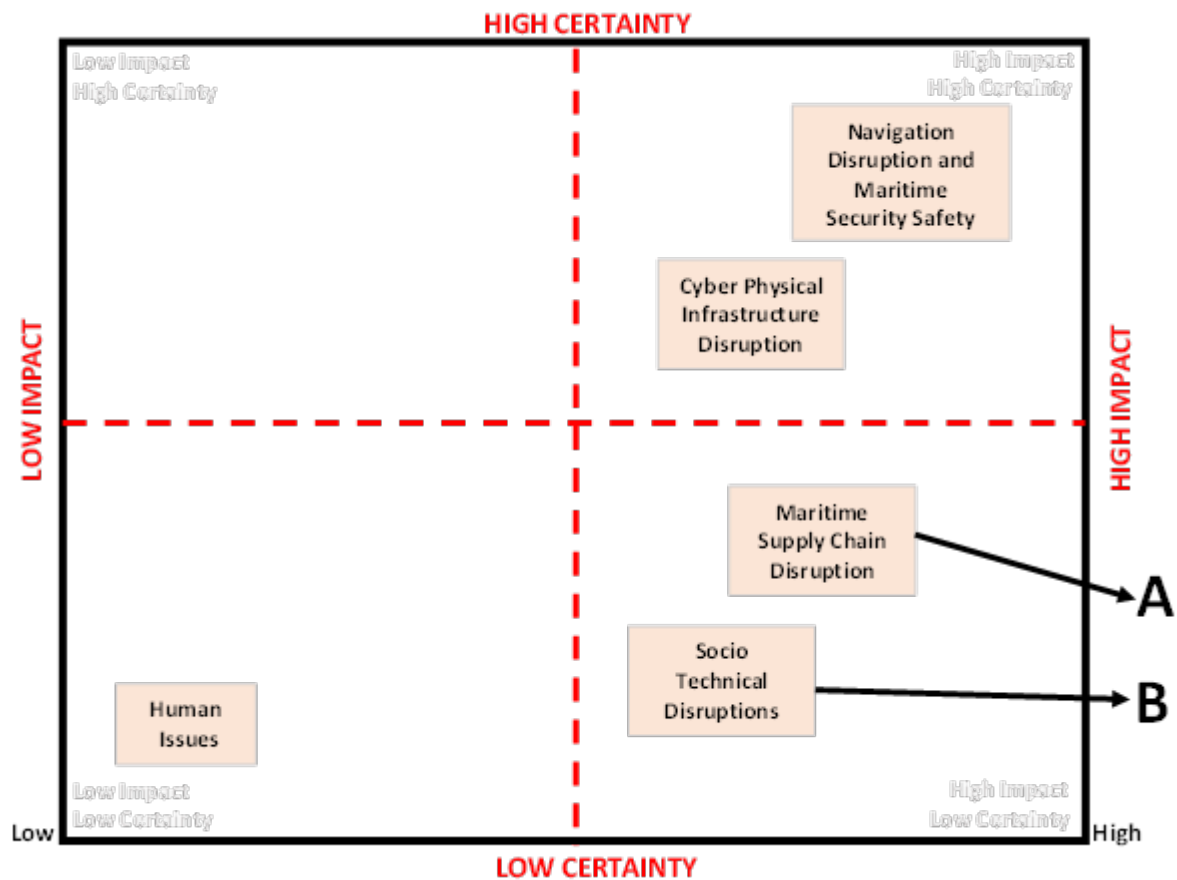 HIGH CERTAINTY
Low Impact
High Certainty
High Impact
High Certainty
Navigation
Disruption and
Maritime
Security Safety
Cyber Physical
Infrastructure
Disruption
LOW IMPACT
HIGH IMPACT
Maritime
Supply Chain
Disruption
A
Socio
Technical
Disruptions
B
Human
Issues
Low Impact
Low Certainty
High Impact
Low Certainty
Low
High
LOW CERTAINTY